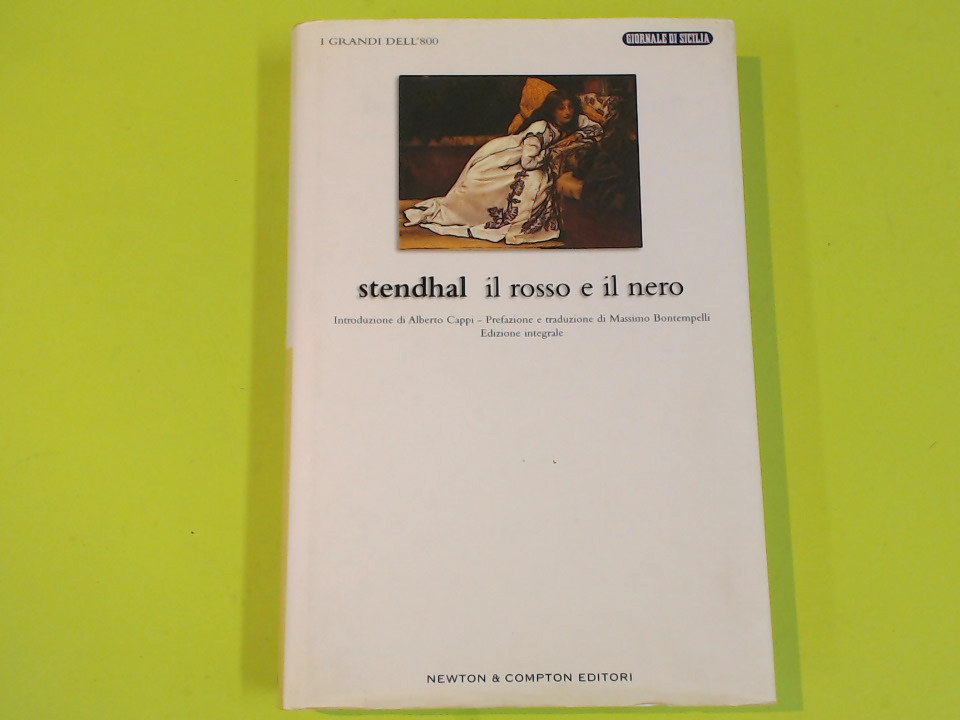 I GRANDI DELL'800
GIORNALE DI SICILIA
stendhal il rosso e il nero
Introduzione di Alberto Cappi - Prefazione e traduzione di Massimo Bontempelli
Edizione integrale
NEWTON & COMPTON EDITORI